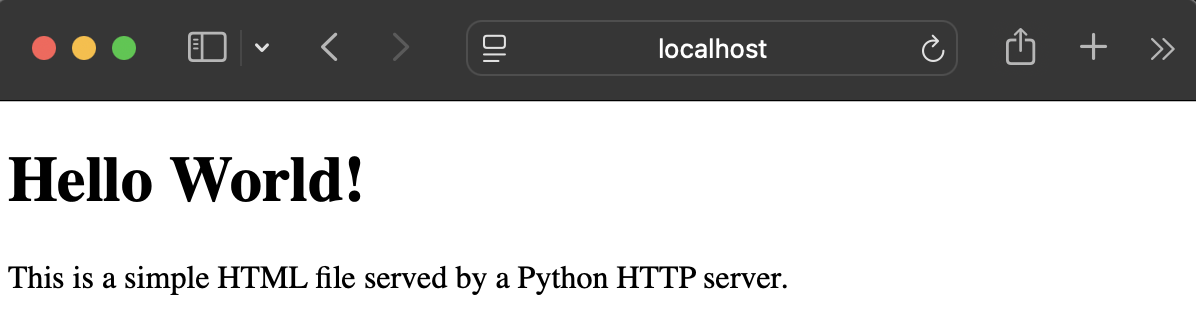 localhost
Hello World!
This is a simple HTML file served by a Python HTTP server.